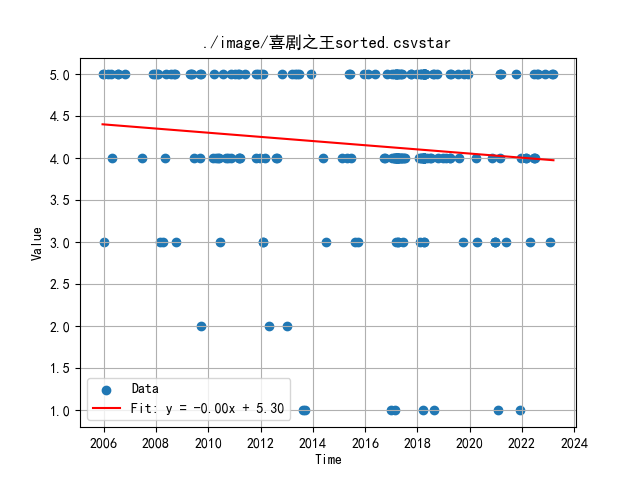 ./image/喜剧之王sorted.csvstar
5.0
4.5
4.0
3.5
3.0
2.5
2.0
1.5
1.0
Value
Data
Fit: y = -0.00x + 5.30
2006 2008 2010 2012 2014 2016 2018 2020 2022 2024
Time